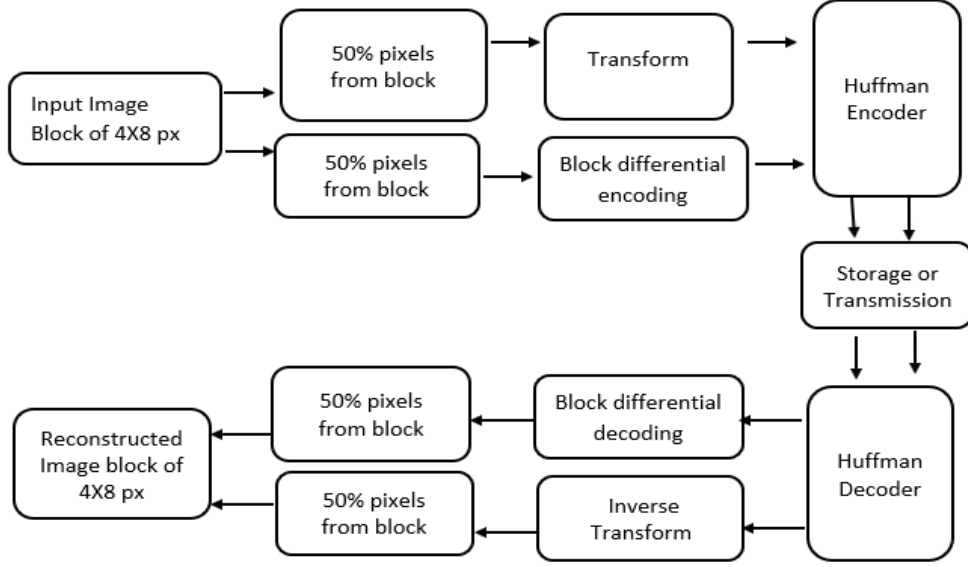 Input Image
Block of 4X8 px
50% pixels
from block
Transform
50% pixels
from block
Block differential
encoding
Huffman
Encoder
Storage or
Transmission
Huffman
Decoder
Block differential
decoding
50% pixels
from block
Inverse
Transform
50% pixels
from block
Reconstructed
Image block of
4X8 px